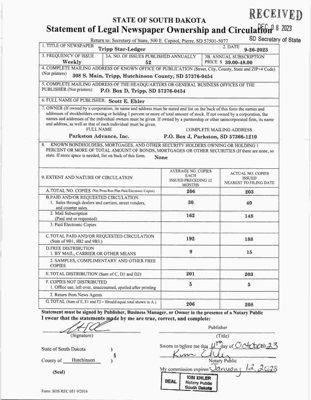 RECEIVED
DEC 08 2023
SD Secretary of State
STATE OF SOUTH DAKOTA
Statement of Legal Newspaper Ownership and Circulation
Return to: Secretary of State, 500 E. Capitol, Pierre, SD 57501-5077
1. TITLE OF NEWSPAPER
Tripp Star-Ledger
2. DATE
9-26-2023
3. FREQUENCY OF ISSUE
Weekly
3A. NO. OF ISSUES PUBLISHED ANNUALLY
52
3B. ANNUAL SUBSCRIPTION
PRICE $ 39.00-48.00
4. COMPLETE MAILING ADDRESS OF KNOWN OFFICE OF PUBLICATION (Street, City, County, State and ZIP+4 Code)
(Not printers)
308 S. Main, Tripp, Hutchinson County, SD 57376-0454
5. COMPLETE MAILING ADDRESS OF THE HEADQUARTERS OR GENERAL BUSINESS OFFICES OF THE
PUBLISHER (Not printers)
P.O. Box D, Tripp, SD 57376-0454
6. FULL NAME OF PUBLISHER:
Scott E. Ehler
7. OWNER (If owned by a corporation, its name and address must be stated and list on the back of this form the names and
addresses of stockholders owning or holding 1 percent or more of total amount of stock. If not owned by a corporation, the
names and addresses of the individual owners must be given. If owned by a partnership or other unincorporated firm, its name
and address, as well as that of each individual must be given).
FULL NAME
COMPLETE MAILING ADDRESS
Parkston Advance, Inc.
P.O. Box J, Parkston, SD 57366-1210
8. KNOWN BONDHOLDERS, MORTGAGES, AND OTHER SECURITY HOLDERS OWNING OR HOLDING 1
PERCENT OR MORE OF TOTAL AMOUNT OF BONDS, MORTGAGES OR OTHER SECURITIES (If there are none, so
state. If more space is needed, list on back of this form.
None
9. EXTENT AND NATURE OF CIRCULATION
AVERAGE NO. COPIES
EACH
ISSUES PRECEDING 12
MONTHS
ACTUAL NO. COPIES
ISSUED
NEAREST TO FILING DATE
A. TOTAL NO. COPIES (Net Press Run Plus Paid Electronic Copies)
206
208
B. PAID AND/OR REQUESTED CIRCULATION
1. Sales through dealers and carriers, street vendors,
and counter sales.
30
40
2. Mail Subscription
(Paid and or requested)
162
148
3. Paid Electronic Copies
C. TOTAL PAID AND/OR REQUESTED CIRCULATION
(Sum of 9B1, 9B2 and 9B3.)
192
188
D. FREE DISTRIBUTION
1. BY MAIL, CARRIER OR OTHER MEANS
9
15
2. SAMPLES, COMPLIMENTARY AND OTHER FREE
COPIES
E. TOTAL DISTRIBUTION (Sum of C, D1 and D2)
201
203
F. COPIES NOT DISTRIBUTED
1. Office use, left over, unaccounted, spoiled after printing
5
5
2. Return from News Agents
G. TOTAL (Sum of E, F1 and F2 - Should equal total shown in A.)
206
208
Statement must be signed by Publisher, Business Manager, or Owner in the presence of a Notary Public
I swear that the statements made by me are true, correct, and complete:
Publisher
(Signature)
(Title)
State of South Dakota )
Sworn to before me this 11th day of October 23
County of Hutchinson )
Kim Ehler
Notary Public
(Seal)
My commission expires: January 12, 2028
SEAL
KIM EHLER
Notary Public
South Dakota